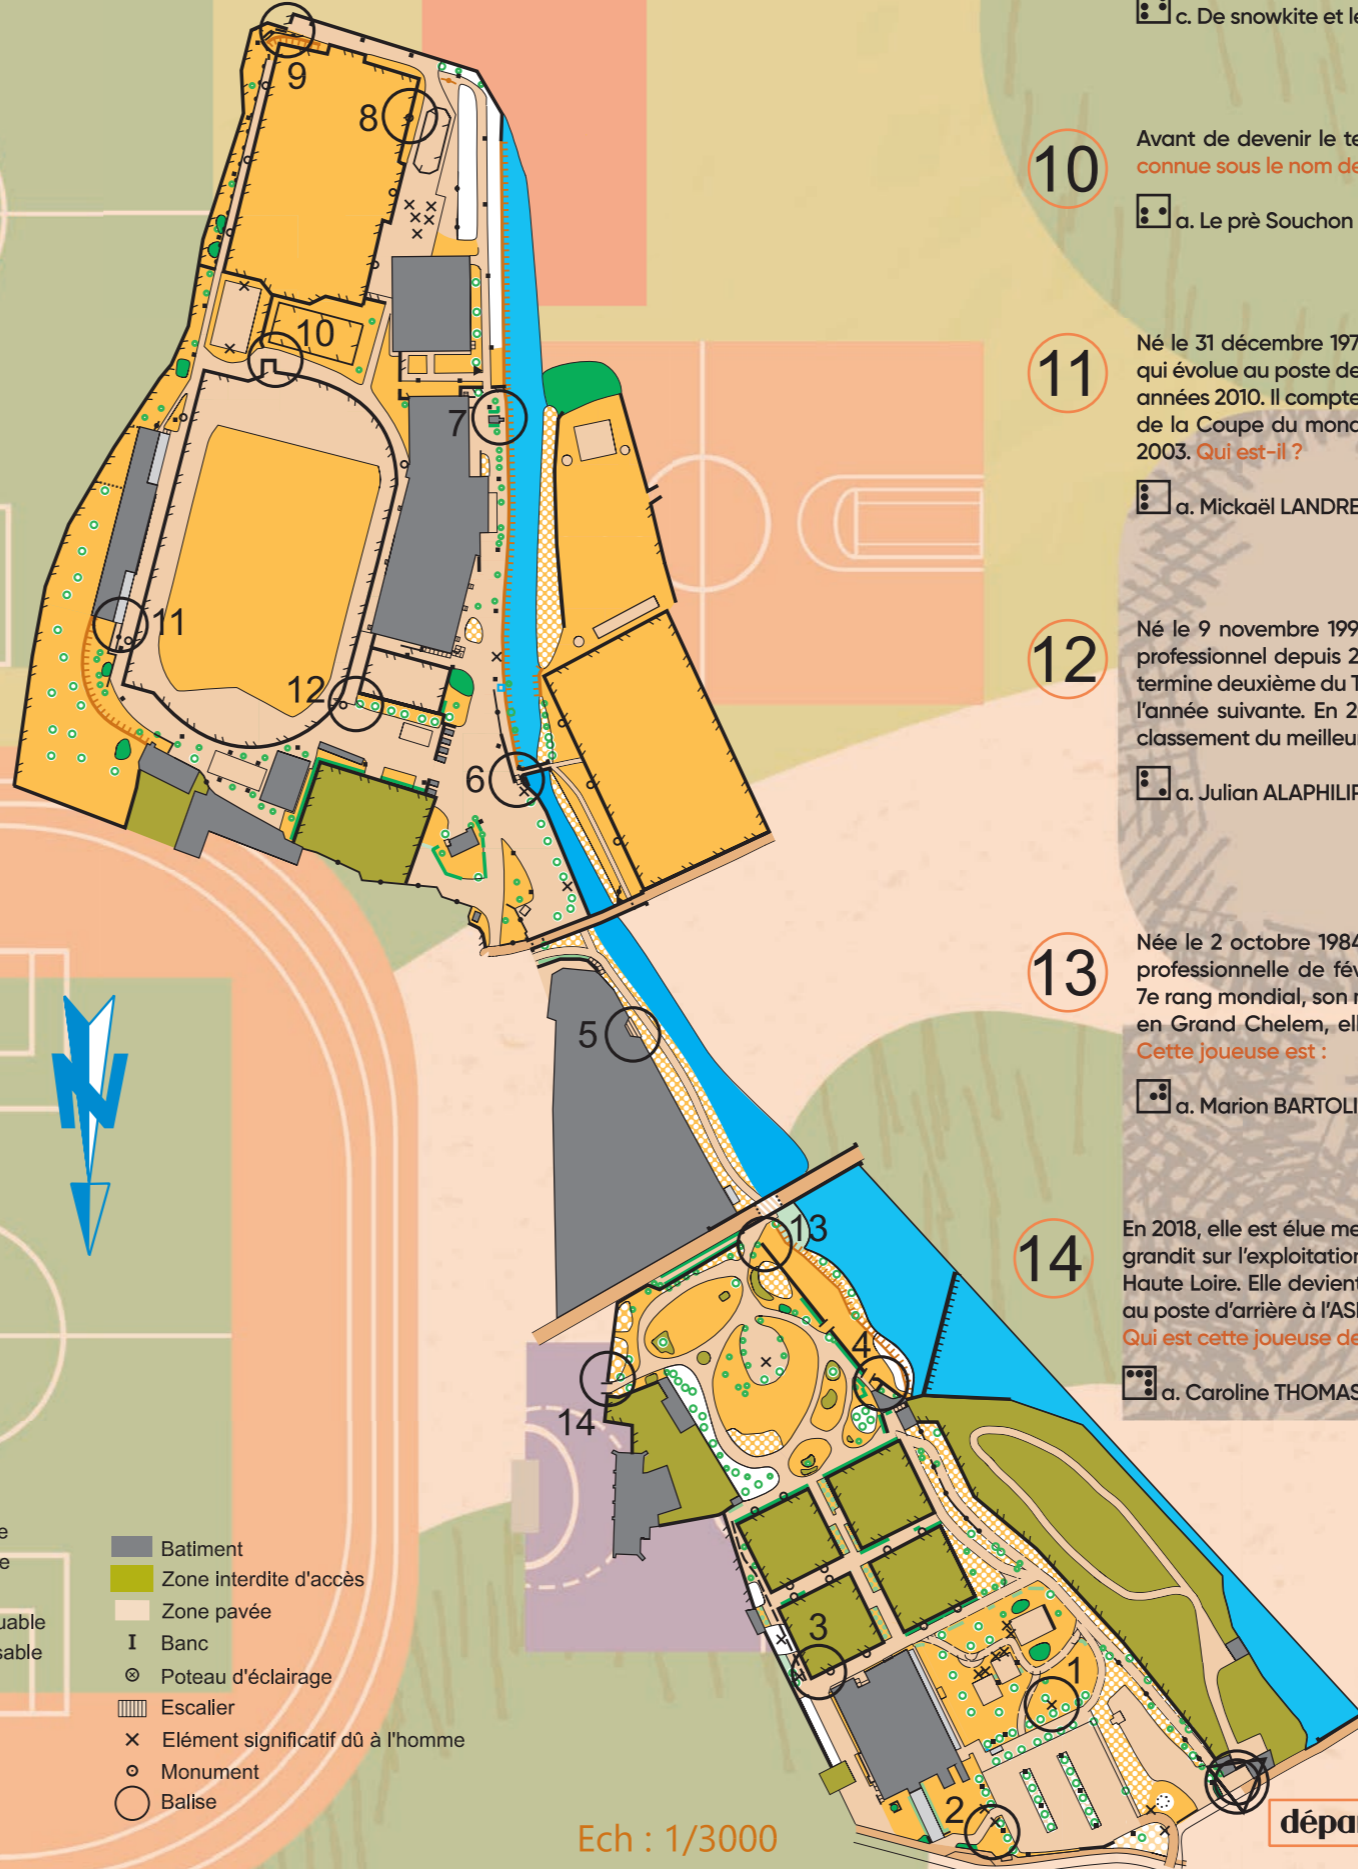 c. De snowkite et le
9
8
10
7
11
12
6
5
13
4
14
3
1
2
N
10
Avant de devenir le te
connue sous le nom de
a. Le prè Souchon
11
Né le 31 décembre 197
qui évolue au poste de
années 2010. Il compte
de la Coupe du mond
2003. Qui est-il ?
a. Mickaël LANDRE
12
Né le 9 novembre 199
professionnel depuis 2
termine deuxième du T
l'année suivante. En 20
classement du meilleur
a. Julian ALAPHILIP
13
Née le 2 octobre 1984
professionnelle de fév
7e rang mondial, son m
en Grand Chelem, elle
Cette joueuse est :
a. Marion BARTOLI
14
En 2018, elle est élue me
grandit sur l'exploitation
Haute Loire. Elle devient
au poste d'arrière à l'ASM
Qui est cette joueuse de
a. Caroline THOMAS
e
e
uable
sable
Batiment
Zone interdite d'accès
Zone pavée
Banc
Poteau d'éclairage
Escalier
Elément significatif dû à l'homme
Monument
Balise
Ech : 1/3000
dépar